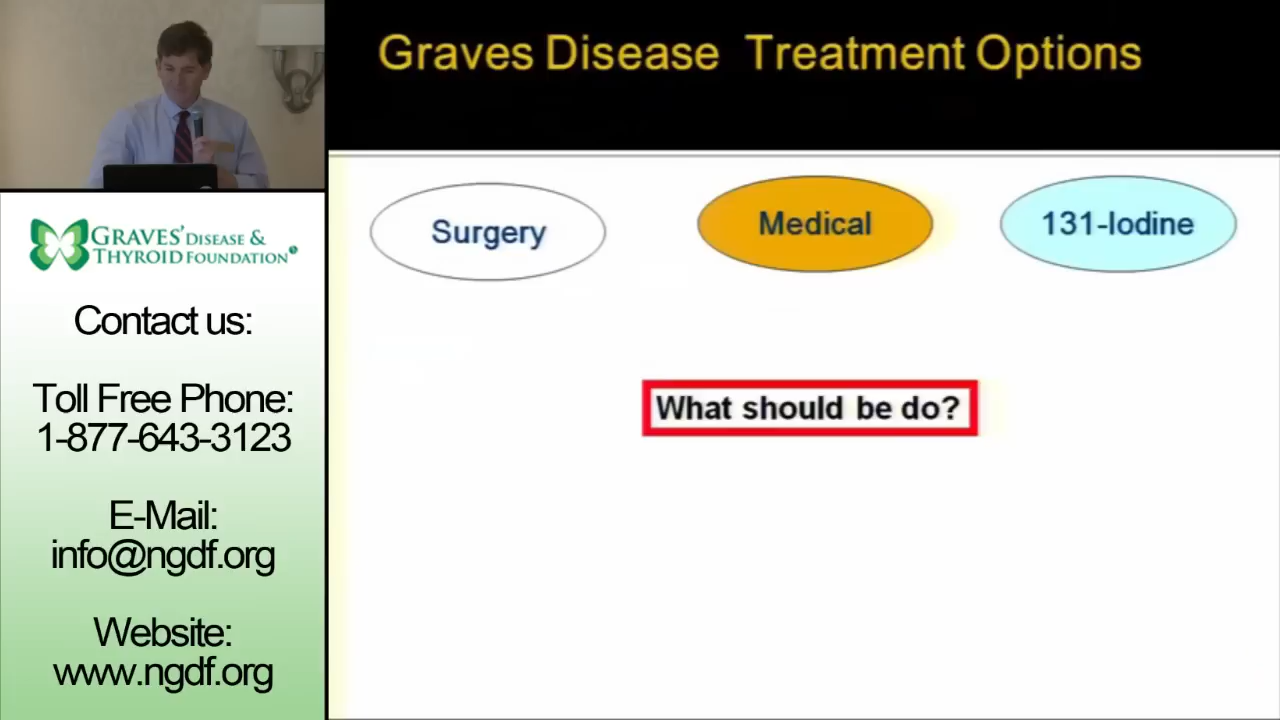 Graves Disease Treatment Options
Surgery
Medical
131-Iodine
What should be do?
GRAVES' DISEASE &
THYROID FOUNDATION
Contact us:
Toll Free Phone:
1-877-643-3123
E-Mail:
info@ngdf.org
Website:
www.ngdf.org